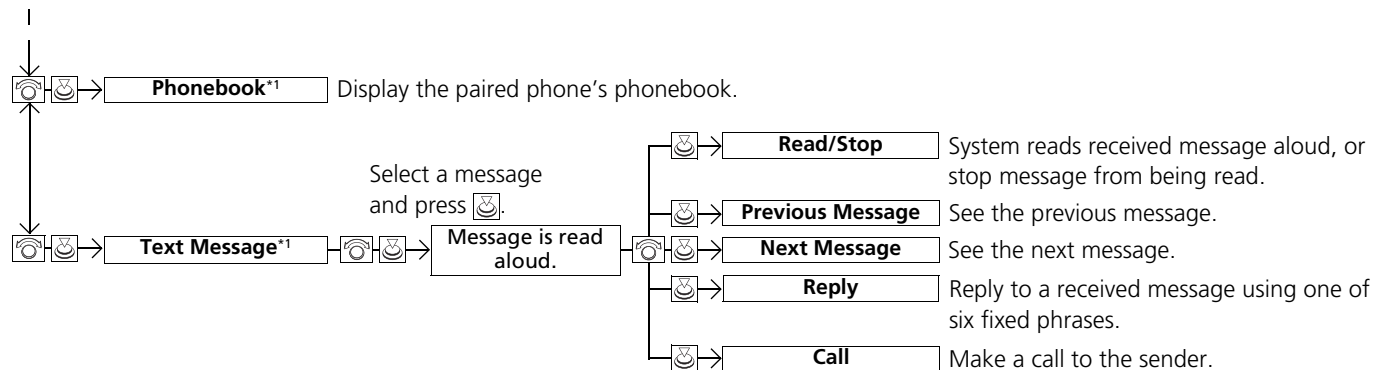 Phonebook*1 Display the paired phone's phonebook.
Select a message
and press .
Text Message*1
Message is read
aloud.
Read/Stop System reads received message aloud, or
stop message from being read.
Previous Message See the previous message.
Next Message See the next message.
Reply Reply to a received message using one of
six fixed phrases.
Call Make a call to the sender.